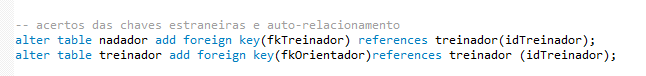 -- acertos das chaves estraneiras e auto-relacionamento
alter table nadador add foreign key(fkTreinador) references treinador(idTreinador);
alter table treinador add foreign key(fkOrientador)references treinador (idTreinador);